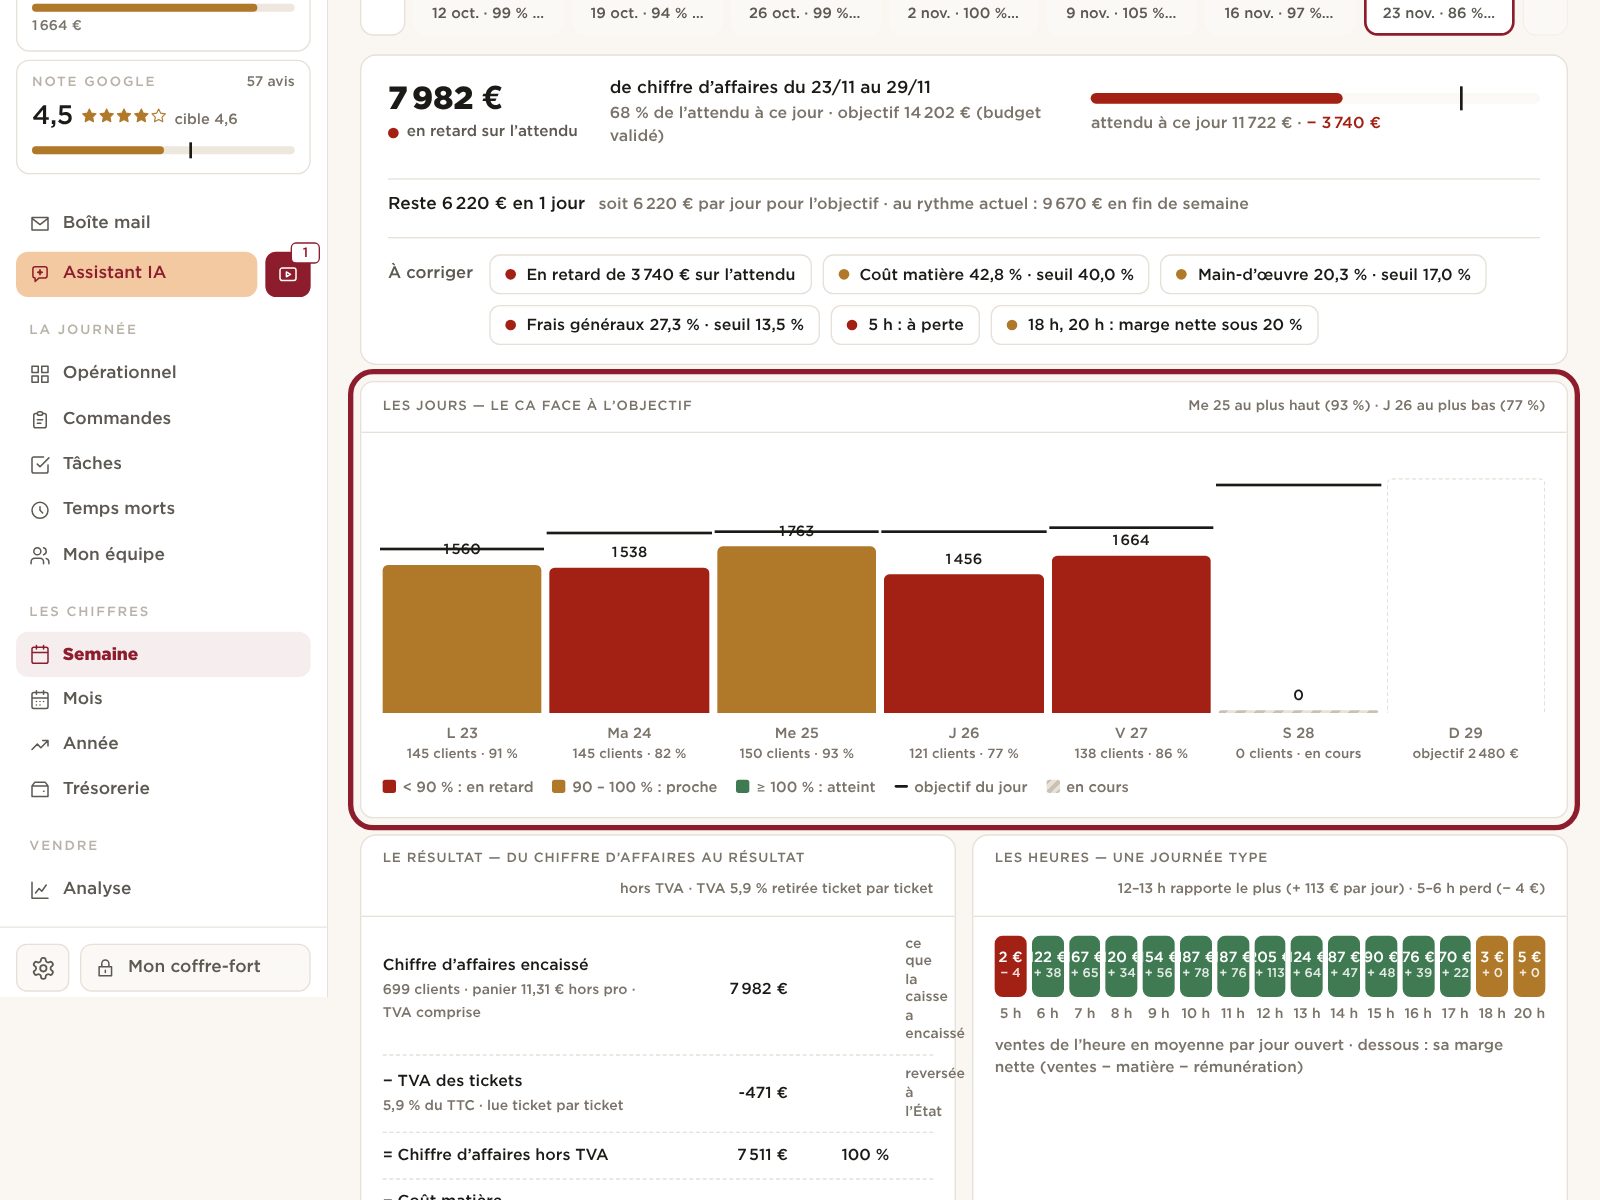 1 664 €
NOTE GOOGLE
57 avis
4,5
cible 4,6
Boîte mail
Assistant IA
1
LA JOURNÉE
Opérationnel
Commandes
Tâches
Temps morts
Mon équipe
LES CHIFFRES
Semaine
Mois
Année
Trésorerie
VENDRE
Analyse
Mon coffre-fort
12 oct. · 99 % ...
19 oct. · 94 % ...
26 oct. · 99 %...
2 nov. · 100 %...
9 nov. · 105 %...
16 nov. · 97 %...
23 nov. · 86 %...
7 982 €
en retard sur l’attendu
de chiffre d’affaires du 23/11 au 29/11
68 % de l’attendu à ce jour · objectif 14 202 € (budget
validé)
attendu à ce jour 11 722 € · − 3 740 €
Reste 6 220 € en 1 jour soit 6 220 € par jour pour l’objectif · au rythme actuel : 9 670 € en fin de semaine
À corriger
En retard de 3 740 € sur l’attendu
Coût matière 42,8 % · seuil 40,0 %
Main-d’œuvre 20,3 % · seuil 17,0 %
Frais généraux 27,3 % · seuil 13,5 %
5 h : à perte
18 h, 20 h : marge nette sous 20 %
LES JOURS — LE CA FACE À L’OBJECTIF
Me 25 au plus haut (93 %) · J 26 au plus bas (77 %)
1 560
1 538
1 763
1 456
1 664
0
L 23
Ma 24
Me 25
J 26
V 27
S 28
D 29
145 clients · 91 %
145 clients · 82 %
150 clients · 93 %
121 clients · 77 %
138 clients · 86 %
0 clients · en cours
objectif 2 480 €
< 90 % : en retard
90 – 100 % : proche
≥ 100 % : atteint
objectif du jour
en cours
LE RÉSULTAT — DU CHIFFRE D’AFFAIRES AU RÉSULTAT
hors TVA · TVA 5,9 % retirée ticket par ticket
Chiffre d’affaires encaissé
699 clients · panier 11,31 € hors pro ·
TVA comprise
7 982 €
ce
que
la
caisse
a
encaissé
− TVA des tickets
5,9 % du TTC · lue ticket par ticket
-471 €
reversée
à
l’État
= Chiffre d’affaires hors TVA
7 511 €
100 %
LES HEURES — UNE JOURNÉE TYPE
12–13 h rapporte le plus (+ 113 € par jour) · 5–6 h perd (− 4 €)
2 €
3 €
5 €
− 4
+ 38
+ 65
+ 34
+ 56
+ 78
+ 76
+ 113
+ 64
+ 47
+ 48
+ 39
+ 22
+ 0
+ 0
5 h
6 h
7 h
8 h
9 h
10 h
11 h
12 h
13 h
14 h
15 h
16 h
17 h
18 h
20 h
ventes de l’heure en moyenne par jour ouvert · dessous : sa marge
nette (ventes − matière − rémunération)